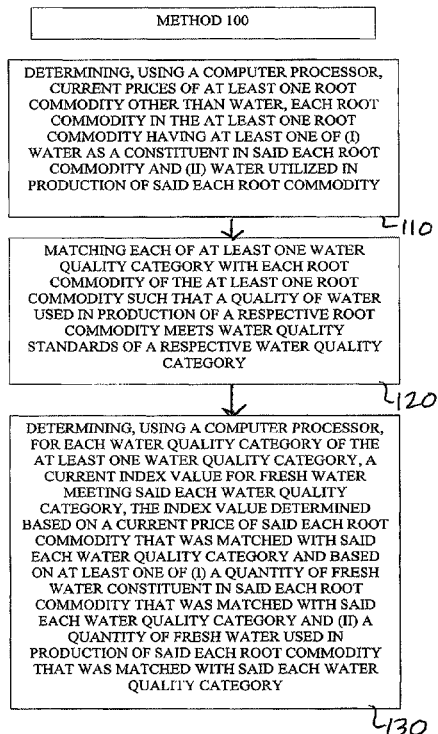 METHOD 100
DETERMINING, USING A COMPUTER PROCESSOR,
CURRENT PRICES OF AT LEAST ONE ROOT
COMMODITY OTHER THAN WATER, EACH ROOT
COMMODITY IN THE AT LEAST ONE ROOT
COMMODITY HAVING AT LEAST ONE OF (I)
WATER AS A CONSTITUENT IN SAID EACH ROOT
COMMODITY AND (II) WATER UTILIZED IN
PRODUCTION OF SAID EACH ROOT COMMODITY
110
MATCHING EACH OF AT LEAST ONE WATER
QUALITY CATEGORY WITH EACH ROOT
COMMODITY OF THE AT LEAST ONE ROOT
COMMODITY SUCH THAT A QUALITY OF WATER
USED IN PRODUCTION OF A RESPECTIVE ROOT
COMMODITY MEETS WATER QUALITY
STANDARDS OF A RESPECTIVE WATER QUALITY
CATEGORY
120
DETERMINING, USING A COMPUTER PROCESSOR,
FOR EACH WATER QUALITY CATEGORY OF THE
AT LEAST ONE WATER QUALITY CATEGORY, A
CURRENT INDEX VALUE FOR FRESH WATER
MEETING SAID EACH WATER QUALITY
CATEGORY, THE INDEX VALUE DETERMINED
BASED ON A CURRENT PRICE OF SAID EACH ROOT
COMMODITY THAT WAS MATCHED WITH SAID
EACH WATER QUALITY CATEGORY AND BASED
ON AT LEAST ONE OF (I) A QUANTITY OF FRESH
WATER CONSTITUENT IN SAID EACH ROOT
COMMODITY THAT WAS MATCHED WITH SAID
EACH WATER QUALITY CATEGORY AND (II) A
QUANTITY OF FRESH WATER USED IN
PRODUCTION OF SAID EACH ROOT COMMODITY
THAT WAS MATCHED WITH SAID EACH WATER
QUALITY CATEGORY
130